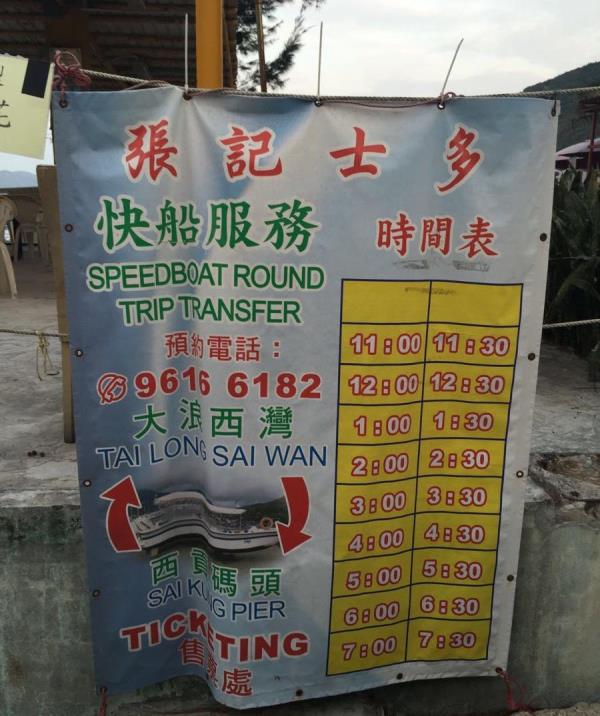 張記士多
快船服務
時間表
SPEEDBOAT ROUND
TRIP TRANSFER
預約電話：
9616 6182
大浪西灣
TAI LONG SAI WAN
西貢碼頭
SAI KUNG PIER
TICKETING
售票處
11:00 11:30
12:00 12:30
1:00 1:30
2:00 2:30
3:00 3:30
4:00 4:30
5:00 5:30
6:00 6:30
7:00 7:30